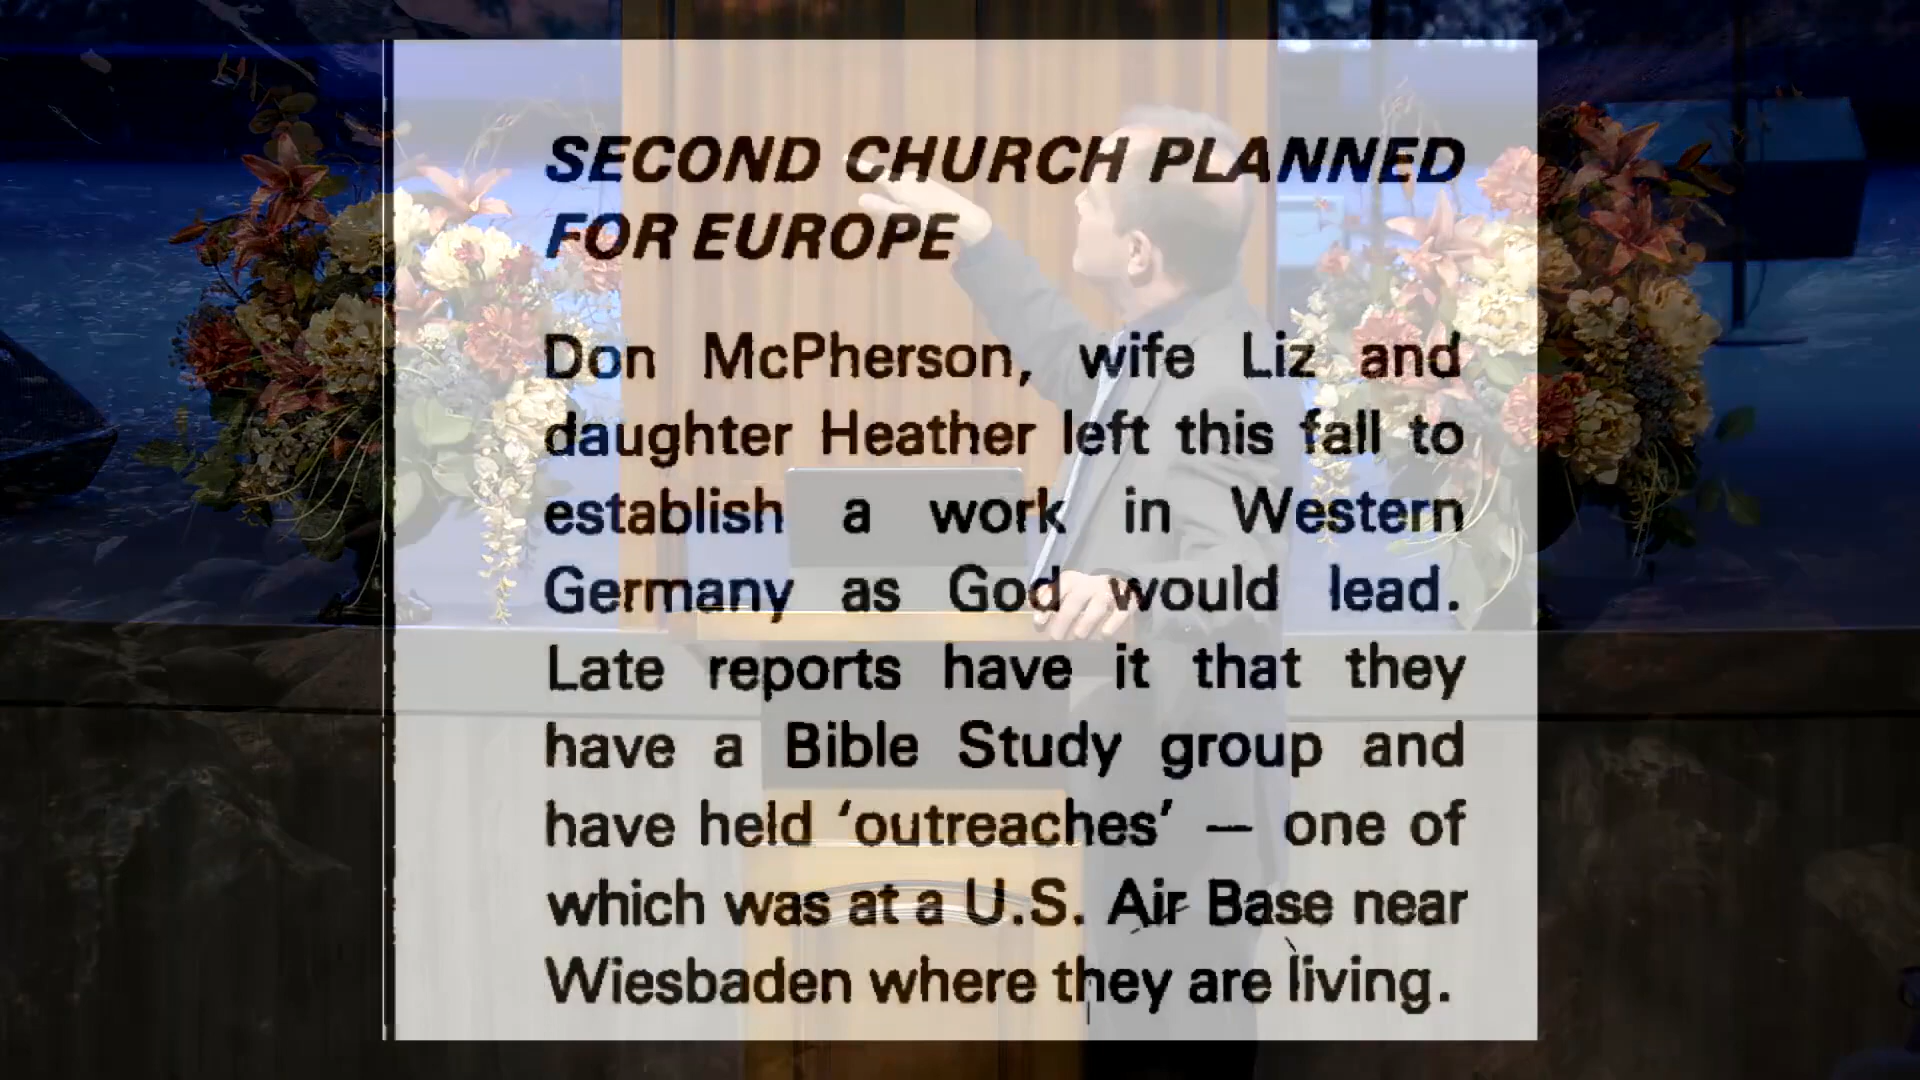 SECOND CHURCH PLANNED
FOR EUROPE
Don McPherson, wife Liz and
daughter Heather left this fall to
establish a work in Western
Germany as God would lead.
Late reports have it that they
have a Bible Study group and
have held ‘outreaches’ — one of
which was at a U.S. Air Base near
Wiesbaden where they are living.